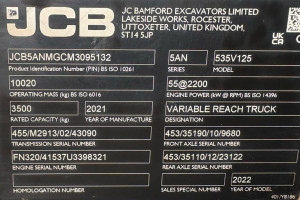 JCB
JC BAMFORD EXCAVATORS LIMITED
LAKESIDE WORKS, ROCESTER,
UTTOXETER, UNITED KINGDOM,
ST14 5JP
UK
JCB5ANMGCM3095132
Product Identification Number (PIN) BS ISO 10261
5AN
SERIES
535V125
MODEL
10020
OPERATING MASS (kg) BS ISO 6016
55@2200
ENGINE POWER (kW @ RPM) BS ISO 14396
3500
RATED CAPACITY (kg)
2021
YEAR OF MANUFACTURE
VARIABLE REACH TRUCK
DESIGNATION
455/M2913/02/43090
TRANSMISSION SERIAL NUMBER
453/35190/10/9680
FRONT AXLE SERIAL NUMBER
FN320/41537U3398321
ENGINE SERIAL NUMBER
453/35110/12/23122
REAR AXLE SERIAL NUMBER
HOMOLOGATION NUMBER
SALES SPECIAL NUMBER
2022
YEAR OF MODEL